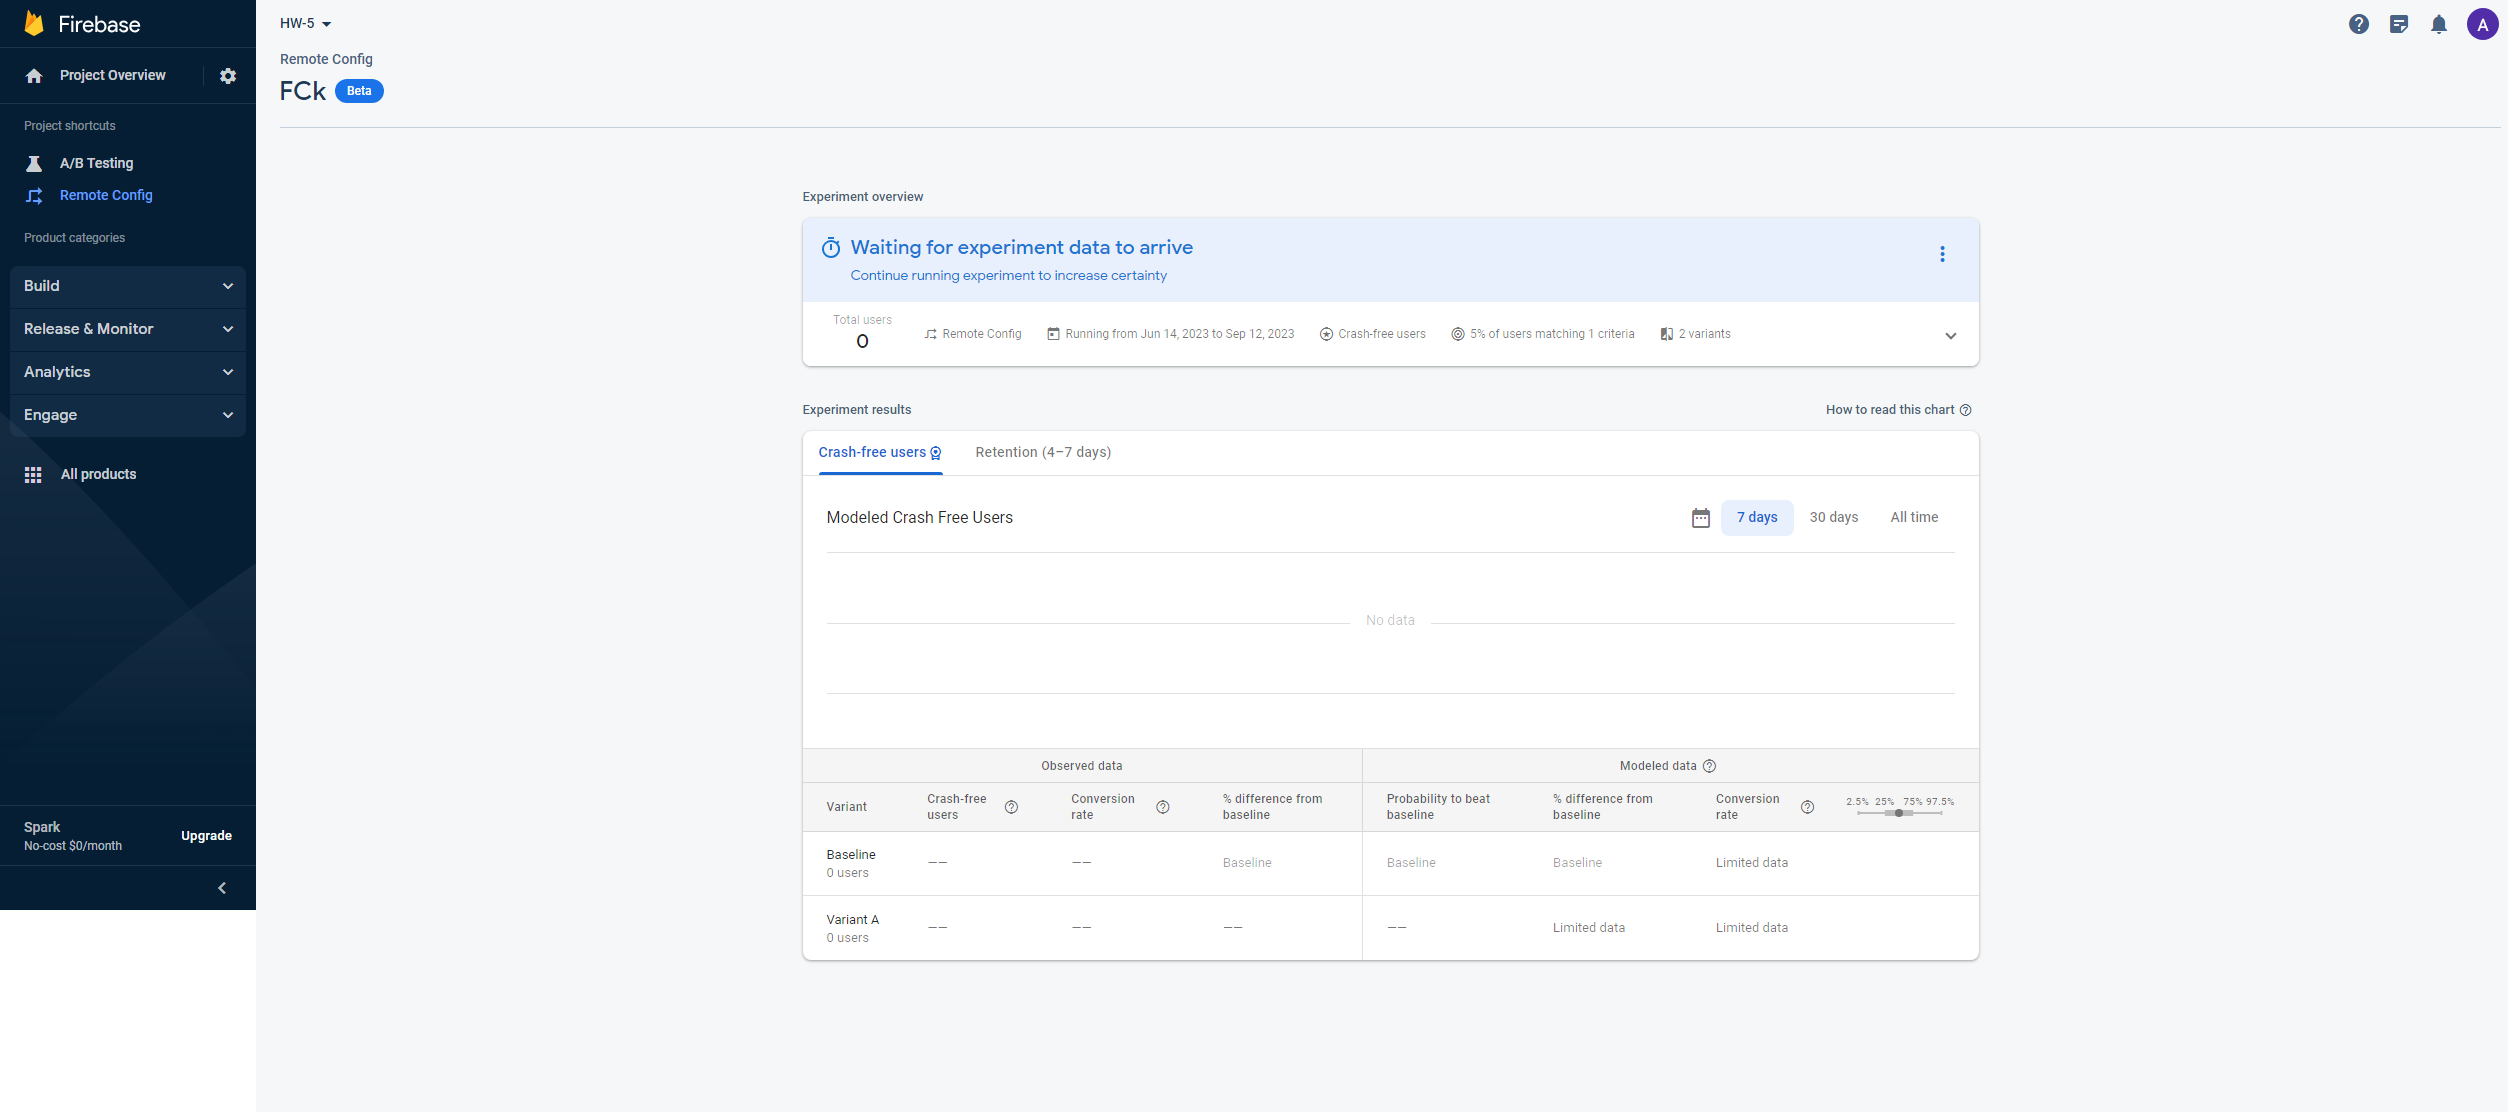 Firebase
Project Overview
Project shortcuts
A/B Testing
Remote Config
Product categories
Build
Release & Monitor
Analytics
Engage
All products
Spark
No-cost $0/month
Upgrade
HW-5
A
Remote Config
FCk
Beta
Experiment overview
Waiting for experiment data to arrive
Continue running experiment to increase certainty
Total users
0
Remote Config
Running from Jun 14, 2023 to Sep 12, 2023
Crash-free users
5% of users matching 1 criteria
2 variants
Experiment results
How to read this chart
Crash-free users
Retention (4–7 days)
Modeled Crash Free Users
7 days
30 days
All time
No data
Observed data
Modeled data
Variant
Crash-free
users
Conversion
rate
% difference from
baseline
Probability to beat
baseline
% difference from
baseline
Conversion
rate
2.5% 25% 75% 97.5%
Baseline
0 users
——
——
Baseline
Baseline
Baseline
Limited data
Variant A
0 users
——
——
——
——
Limited data
Limited data